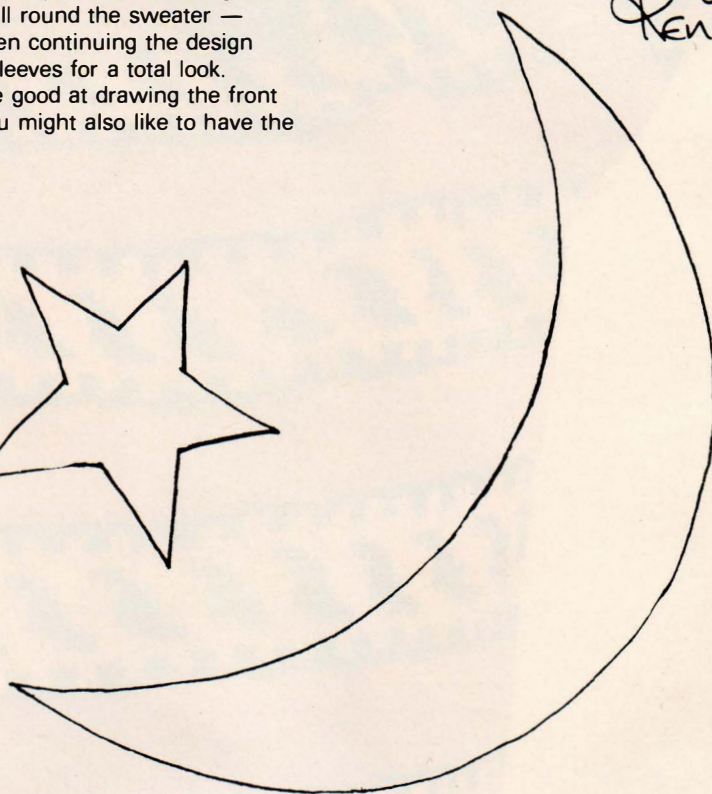 ll round the sweater —
en continuing the design
leeves for a total look.
e good at drawing the front
u might also like to have the